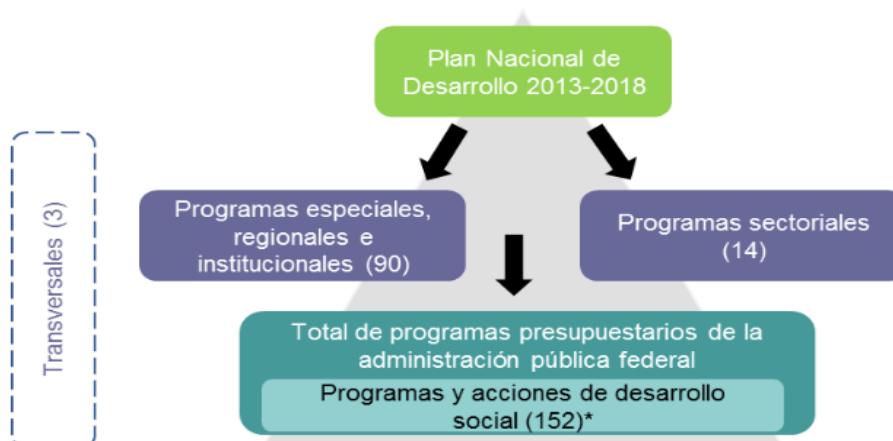 Plan Nacional de
Desarrollo 2013-2018
Transversales (3)
Programas especiales,
regionales e
institucionales (90)
Programas sectoriales
(14)
Total de programas presupuestarios de la
administración pública federal
Programas y acciones de desarrollo
social (152)*